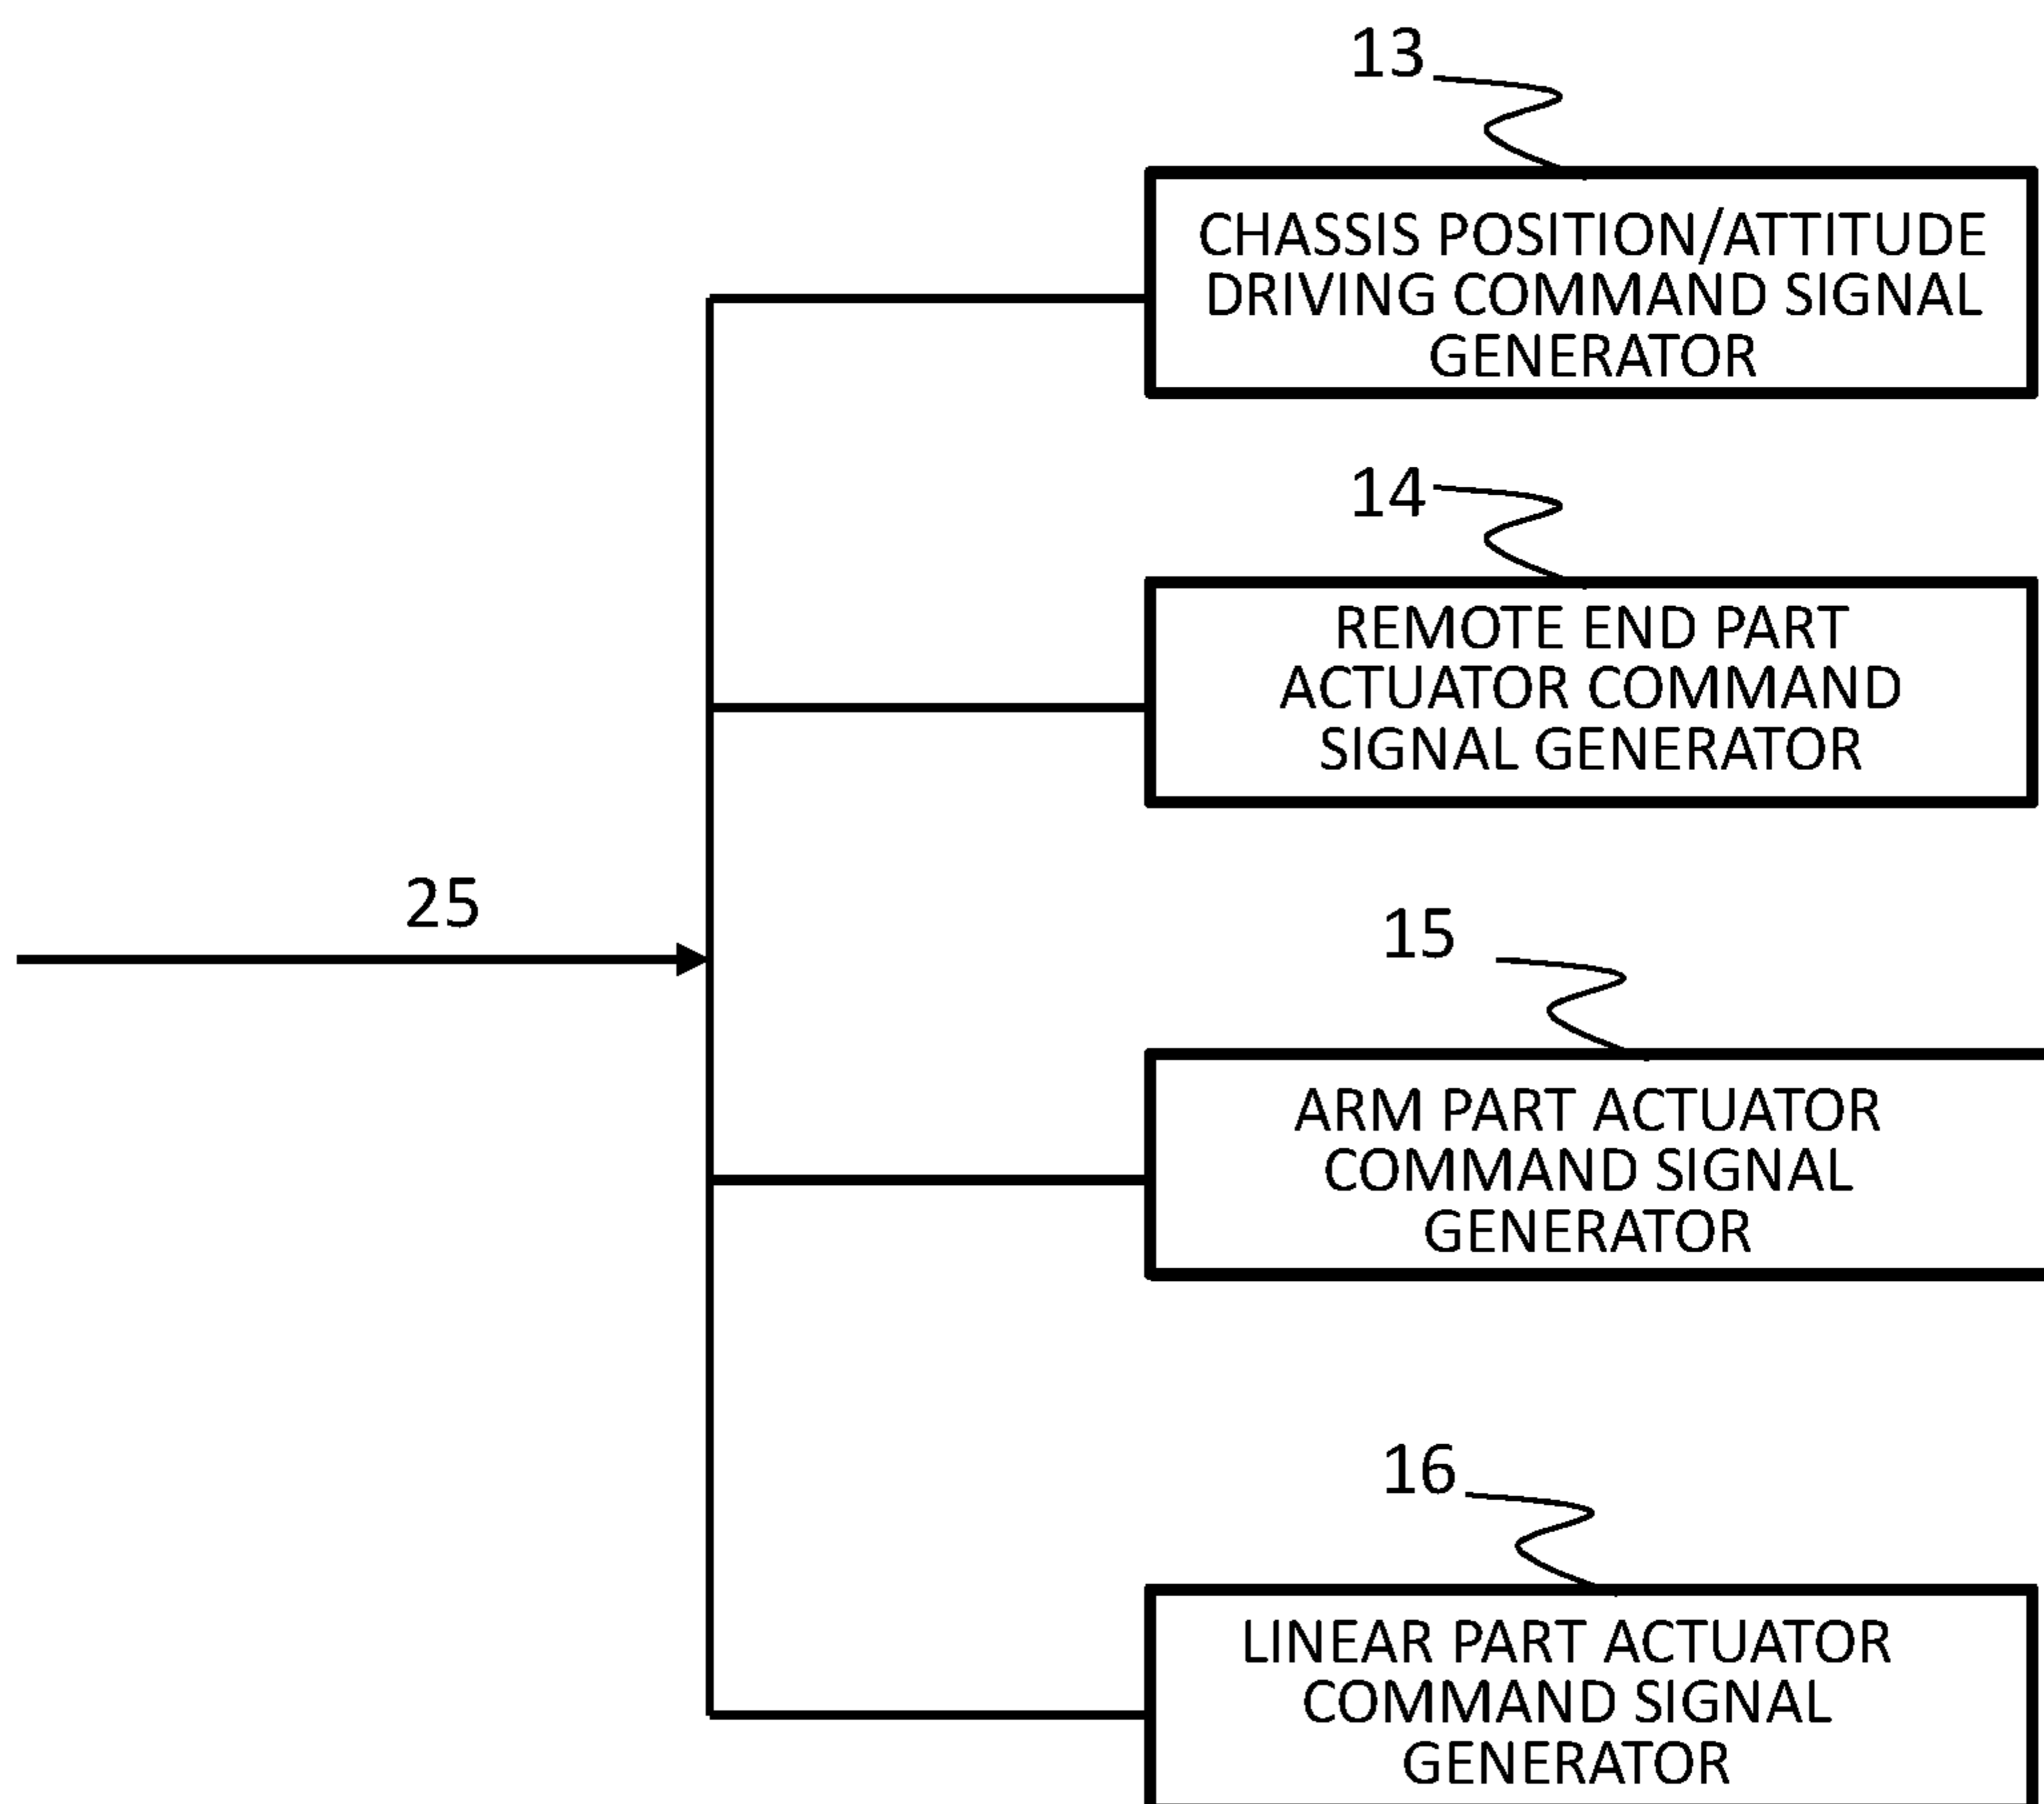 13
CHASSIS POSITION/ATTITUDE
DRIVING COMMAND SIGNAL
GENERATOR
14
REMOTE END PART
ACTUATOR COMMAND
SIGNAL GENERATOR
25
15
ARM PART ACTUATOR
COMMAND SIGNAL
GENERATOR
16
LINEAR PART ACTUATOR
COMMAND SIGNAL
GENERATOR